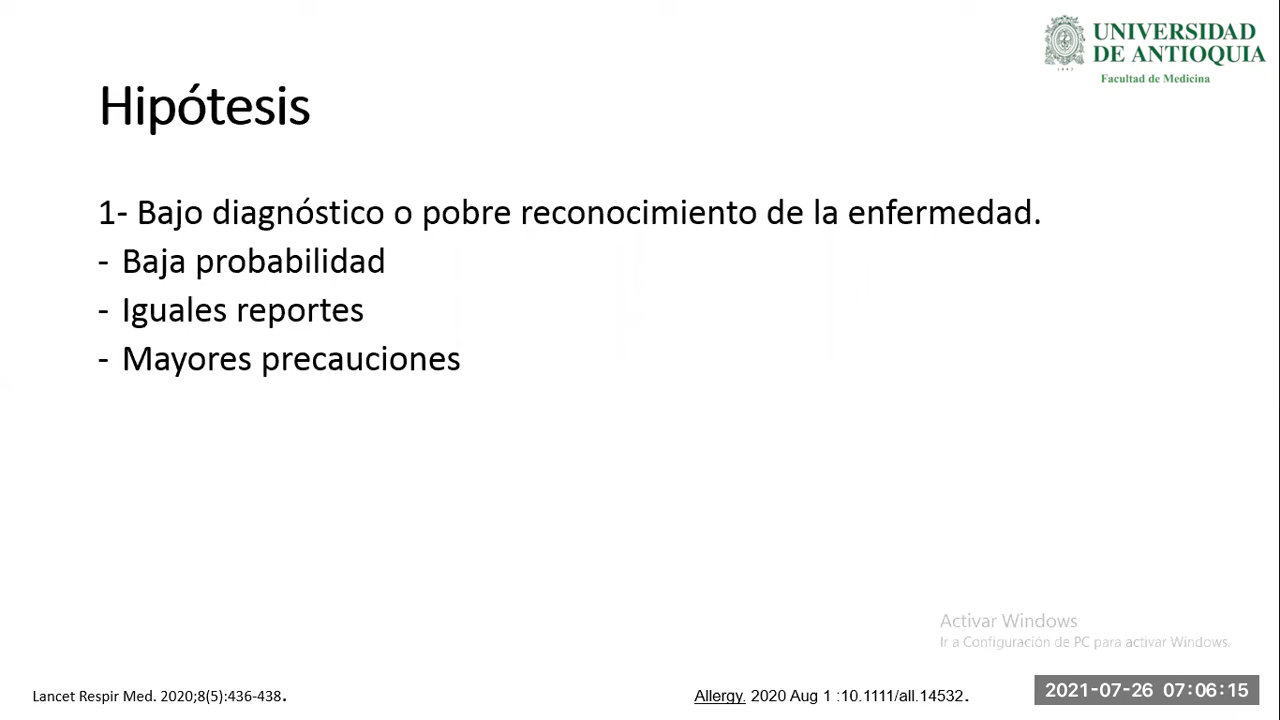 UNIVERSIDAD
DE ANTIOQUIA
1803
Facultad de Medicina
Hipótesis
1- Bajo diagnóstico o pobre reconocimiento de la enfermedad.
- Baja probabilidad
- Iguales reportes
- Mayores precauciones
Activar Windows
Ir a Configuración de PC para activar Windows.
Lancet Respir Med. 2020;8(5):436-438.
Allergy. 2020 Aug 1 :10.1111/all.14532.
2021-07-26 07:06:15